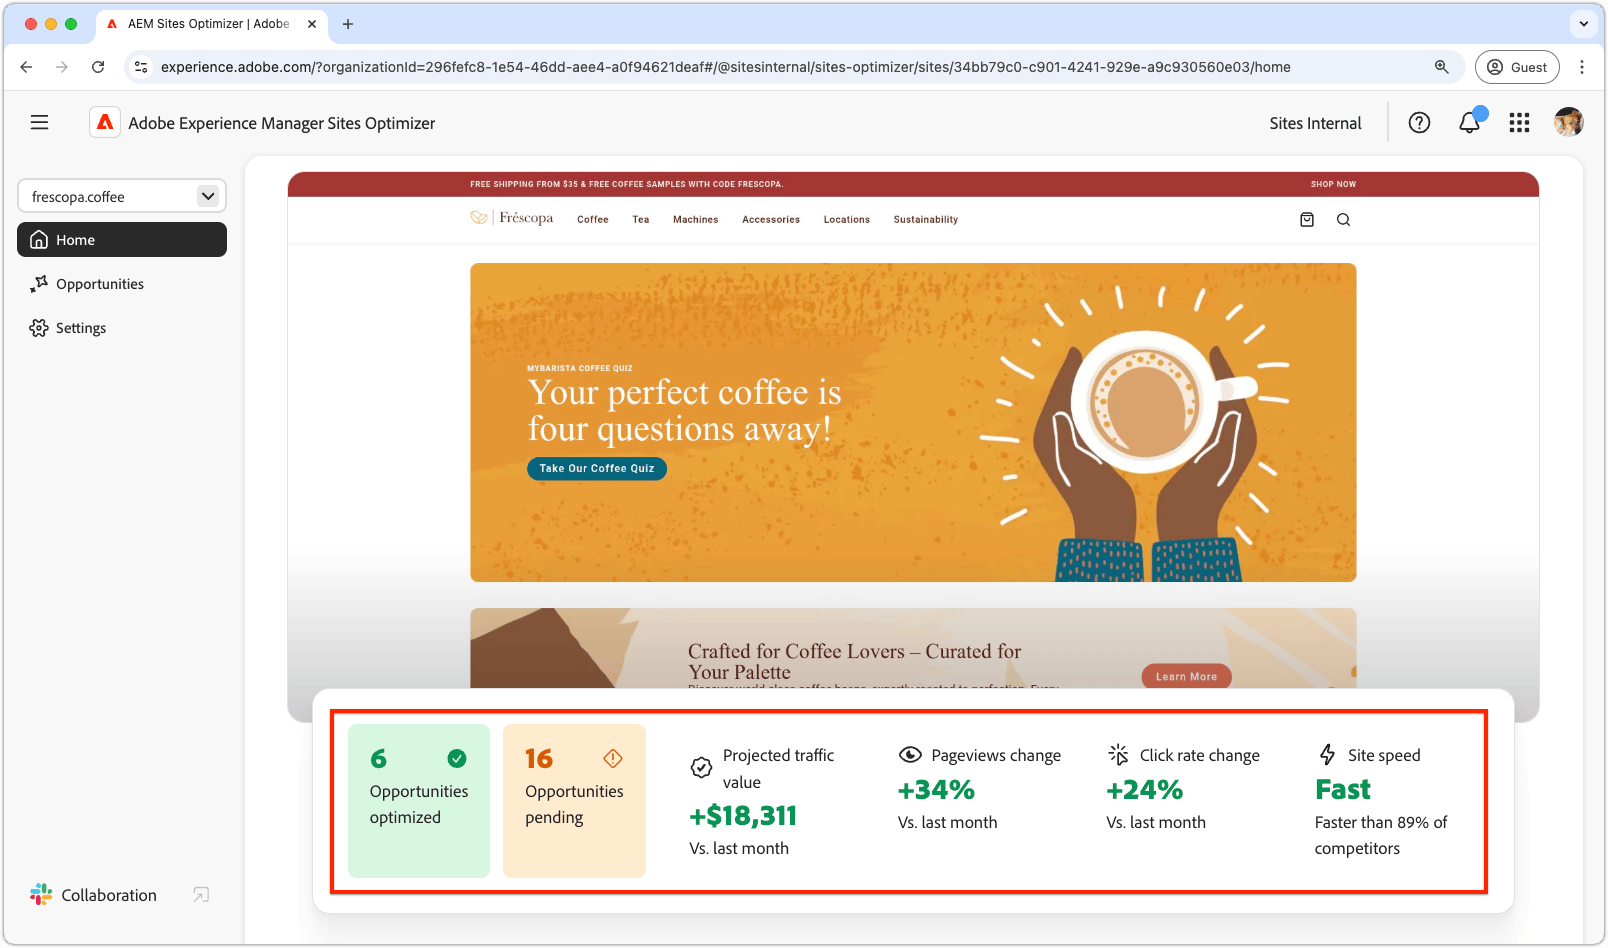 AEM Sites Optimizer | Adobe
experience.adobe.com/?organizationId=296fefc8-1e54-46dd-aee4-a0f94621deaf#/@sitesinternal/sites-optimizer/sites/34bb79c0-c901-4241-929e-a9c930560e03/home
Guest
Adobe Experience Manager Sites Optimizer
Sites Internal
frescopa.coffee
Home
Opportunities
Settings
Collaboration
FREE SHIPPING FROM $35 & FREE COFFEE SAMPLES WITH CODE FRESCOPA.
SHOP NOW
Fréscopa
Coffee
Tea
Machines
Accessories
Locations
Sustainability
MYBARISTA COFFEE QUIZ
Your perfect coffee is
four questions away!
Take Our Coffee Quiz
Crafted for Coffee Lovers – Curated for
Your Palette
Learn More
6
Opportunities
optimized
16
Opportunities
pending
Projected traffic
value
+$18,311
Vs. last month
Pageviews change
+34%
Vs. last month
Click rate change
+24%
Vs. last month
Site speed
Fast
Faster than 89% of
competitors